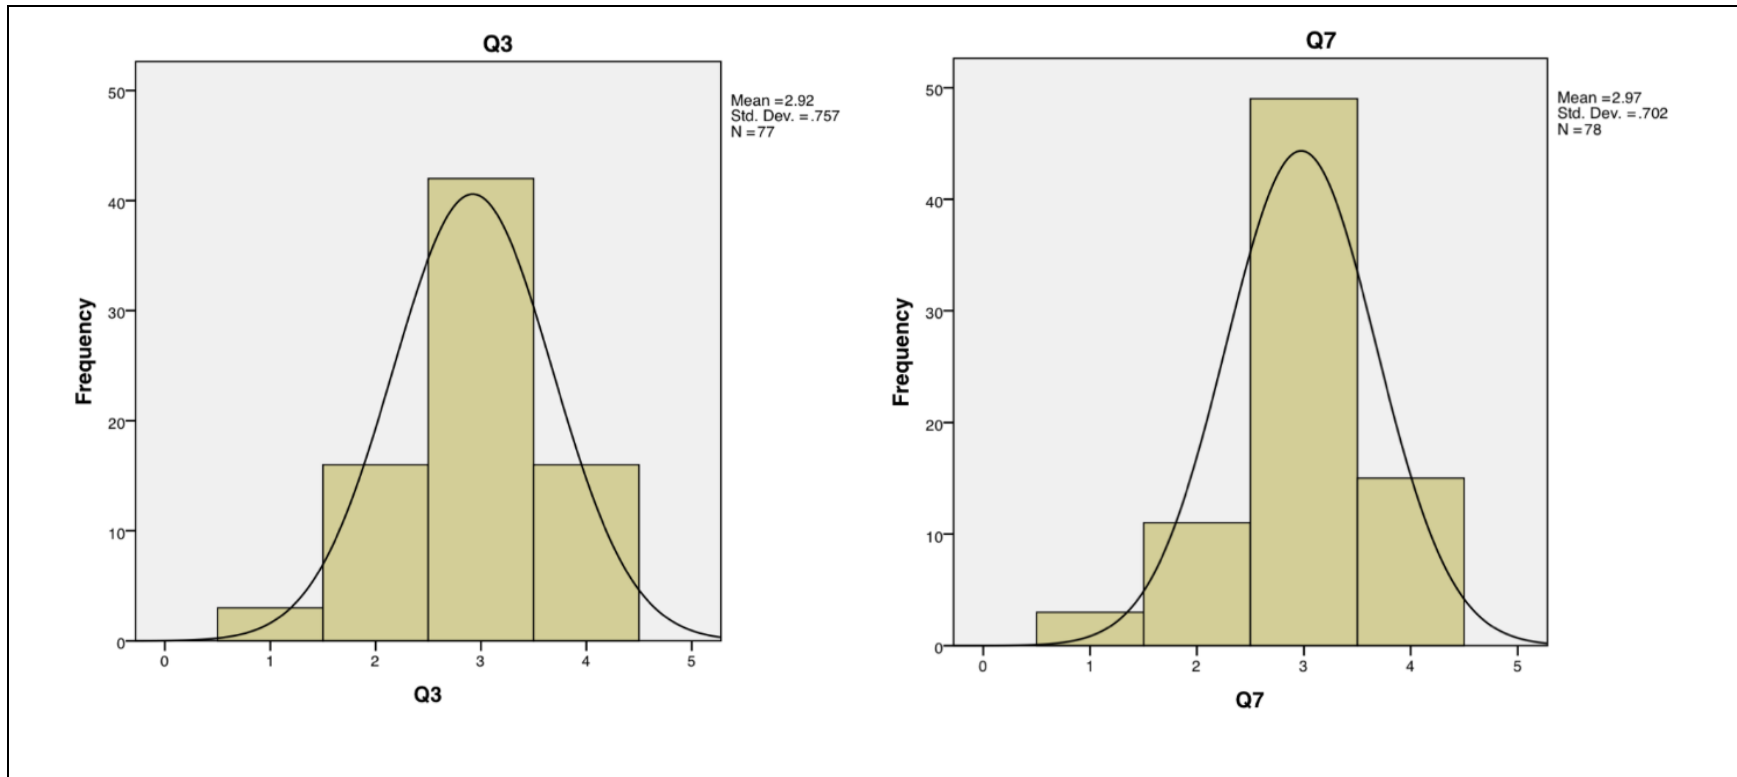 Q3
Mean =2.92
Std. Dev. =.757
N =77
50
40
30
20
10
0
Frequency
0 1 2 3 4 5
Q3
Q7
Mean =2.97
Std. Dev. =.702
N =78
50
40
30
20
10
0
Frequency
0 1 2 3 4 5
Q7